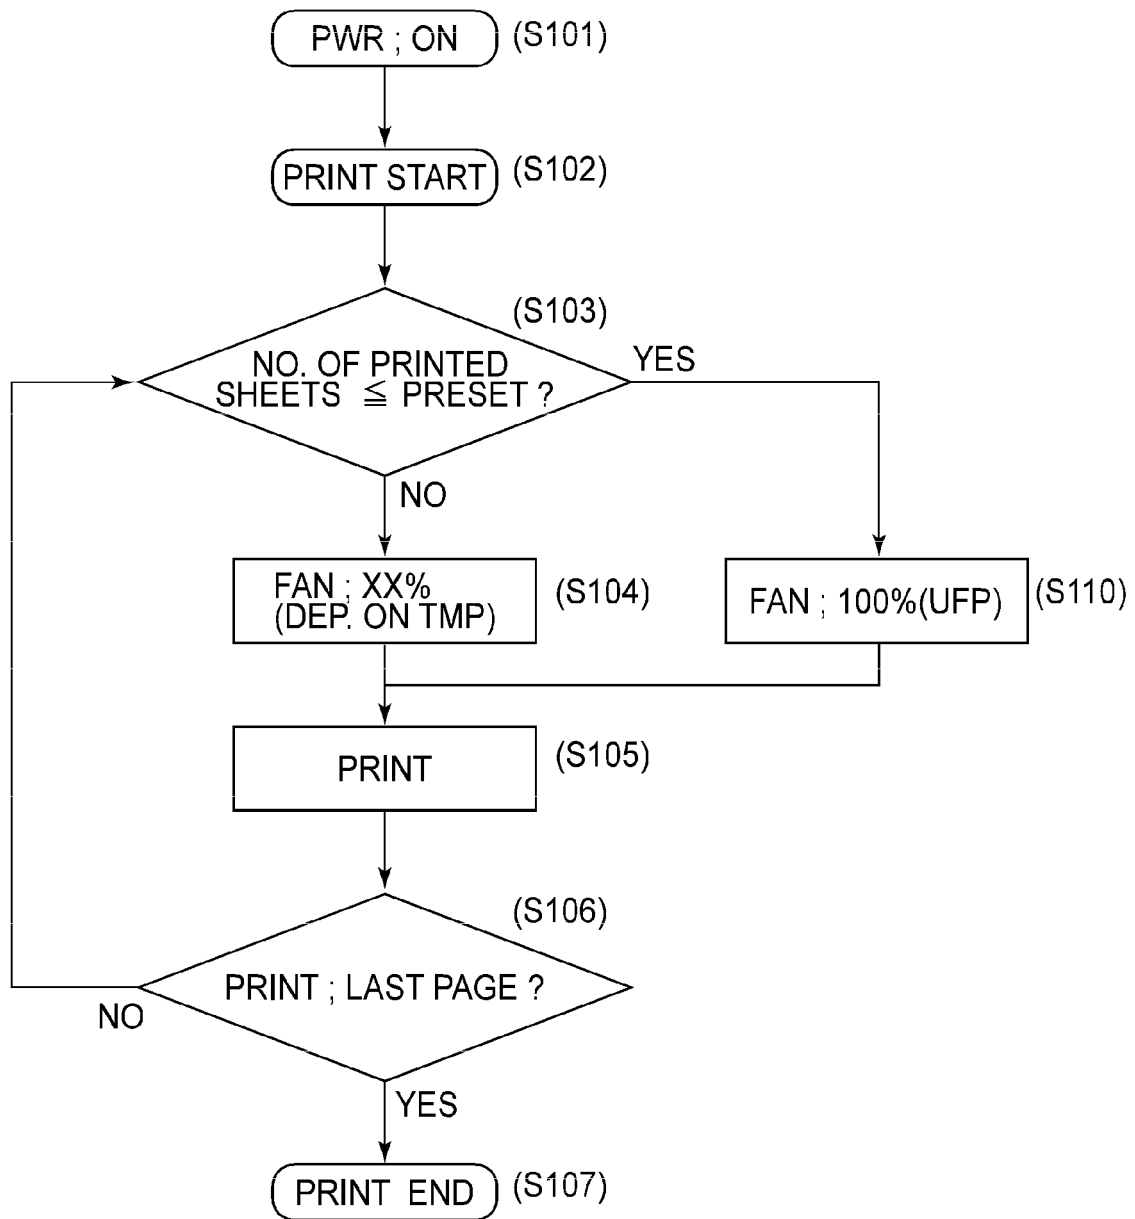 PWR ; ON (S101)
PRINT START (S102)
(S103)
NO. OF PRINTED
SHEETS ≦ PRESET ?
YES
NO
FAN ; XX%
(DEP. ON TMP)
(S104)
FAN ; 100%(UFP)
(S110)
PRINT
(S105)
(S106)
PRINT ; LAST PAGE ?
NO
YES
PRINT END (S107)